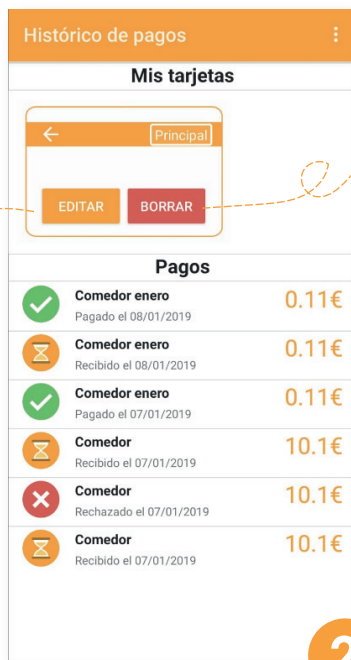 Histórico de pagos
Mis tarjetas
Principal
EDITAR BORRAR
Pagos
Comedor enero 0.11€
Pagado el 08/01/2019
Comedor enero 0.11€
Recibido el 08/01/2019
Comedor enero 0.11€
Pagado el 07/01/2019
Comedor 10.1€
Recibido el 07/01/2019
Comedor 10.1€
Rechazado el 07/01/2019
Comedor 10.1€
Recibido el 07/01/2019